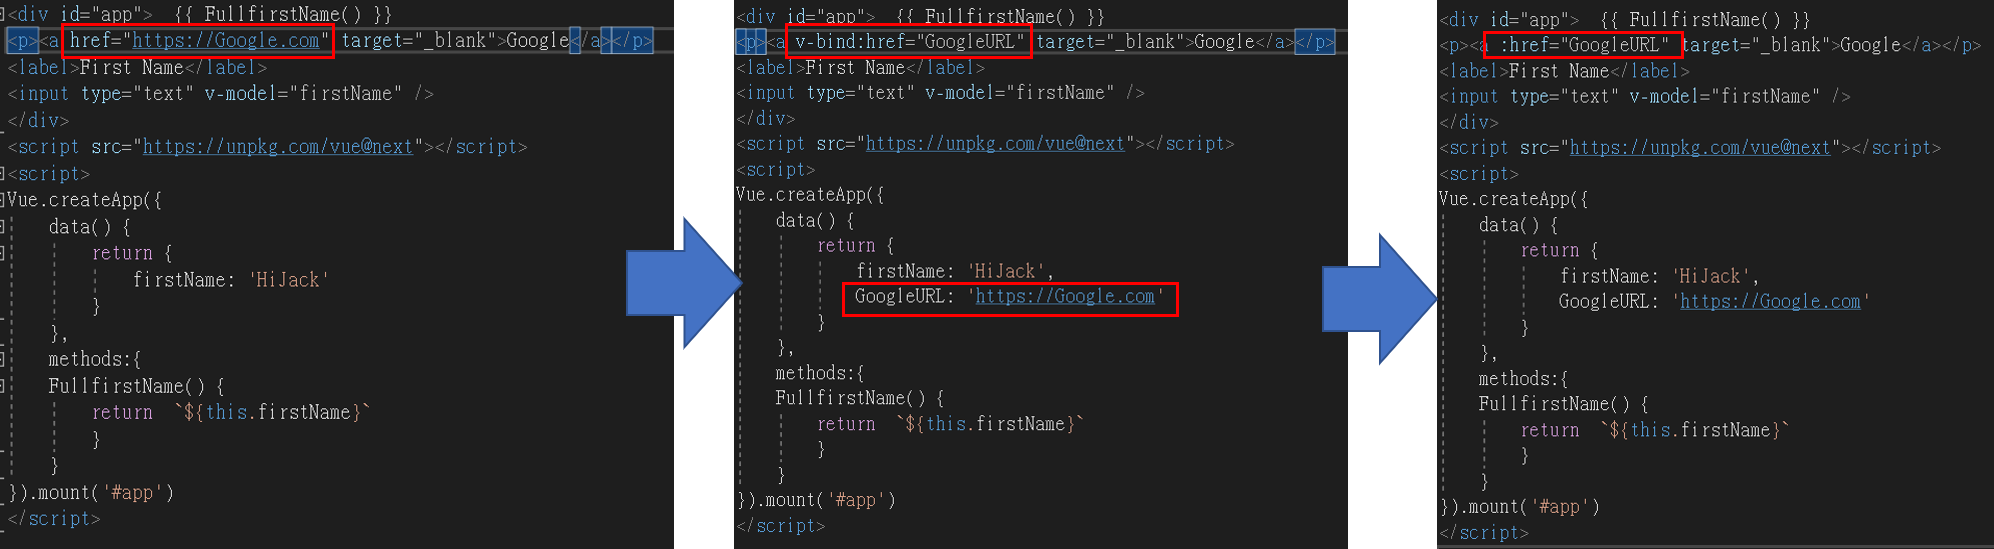 <div id="app">  {{ FullfirstName() }}
<p><a href="https://Google.com" target="_blank">Google</a></p>
<label>First Name</label>
<input type="text" v-model="firstName" />
</div>
<script src="https://unpkg.com/vue@next"></script>
<script>
Vue.createApp({
data() {
return {
firstName: 'HiJack'
}
},
methods:{
FullfirstName() {
return  `${this.firstName}`
}
}
}).mount('#app')
</script>
<div id="app">  {{ FullfirstName() }}
<p><a v-bind:href="GoogleURL" target="_blank">Google</a></p>
<label>First Name</label>
<input type="text" v-model="firstName" />
</div>
<script src="https://unpkg.com/vue@next"></script>
<script>
Vue.createApp({
data() {
return {
firstName: 'HiJack',
GoogleURL: 'https://Google.com'
}
},
methods:{
FullfirstName() {
return  `${this.firstName}`
}
}
}).mount('#app')
</script>
<div id="app">  {{ FullfirstName() }}
<p><a :href="GoogleURL" target="_blank">Google</a></p>
<label>First Name</label>
<input type="text" v-model="firstName" />
</div>
<script src="https://unpkg.com/vue@next"></script>
<script>
Vue.createApp({
data() {
return {
firstName: 'HiJack',
GoogleURL: 'https://Google.com'
}
},
methods:{
FullfirstName() {
return  `${this.firstName}`
}
}
}).mount('#app')
</script>